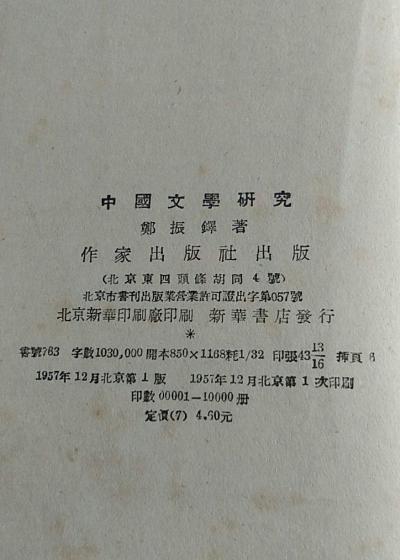 中國文學研究
鄭振鐸著
作家出版社出版
(北京東四頭條胡同4號)
北京市書刊出版業營業許可證出字第057號
北京新華印刷廠印刷 新華書店發行
*
書號763 字數1030,000 開本850×1168耗1/32 印張43 13/16 插頁6
1957年12月北京第1版 1957年12月北京第1次印刷
印數00001—10000册
定價(7) 4.60元